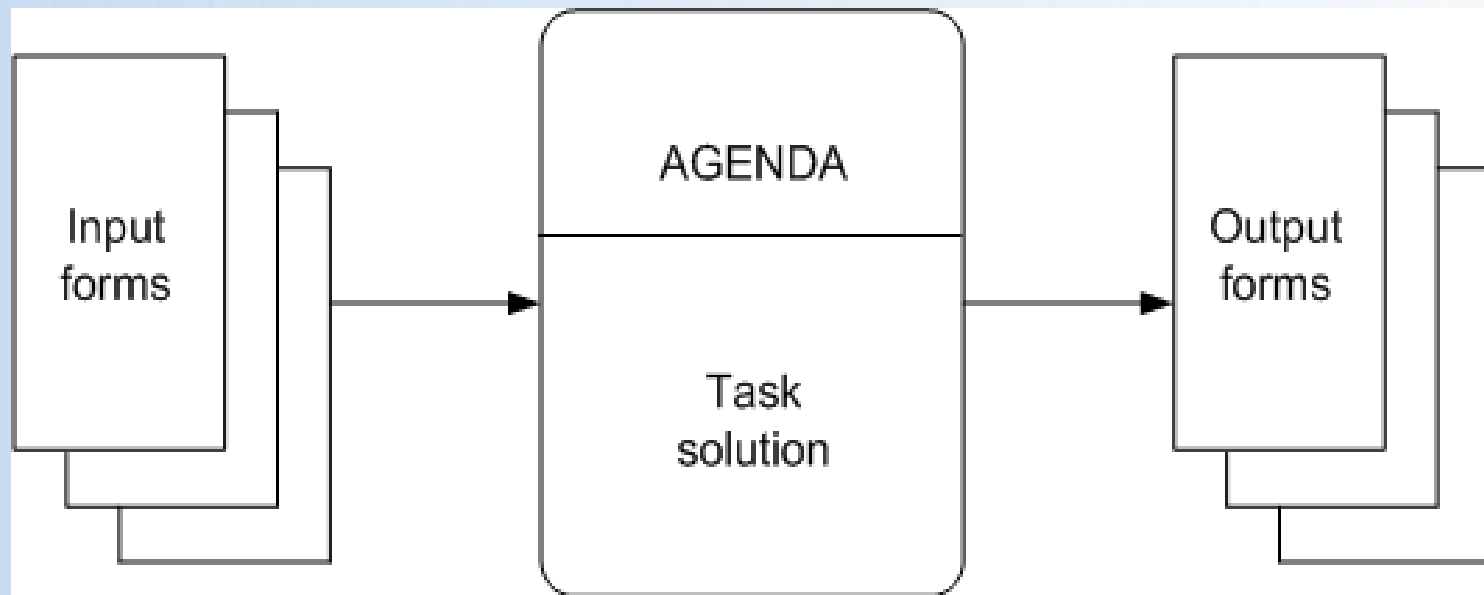 Input
forms
AGENDA
Task
solution
Output
forms